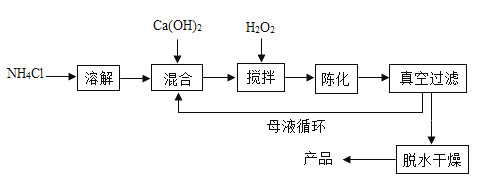 Ca(OH)2
H2O2
NH4Cl
溶解
混合
搅拌
陈化
真空过滤
母液循环
产品
脱水干燥